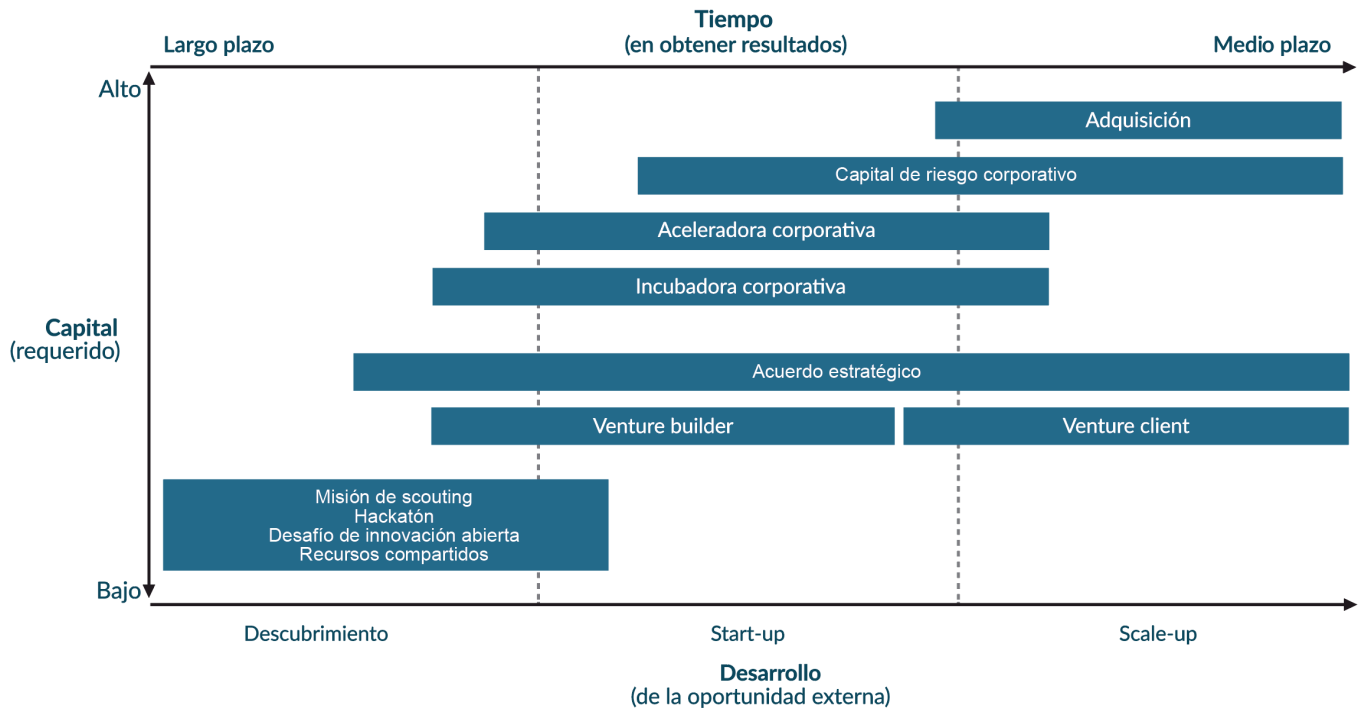 Tiempo
(en obtener resultados)
Largo plazo
Medio plazo
Alto
Adquisición
Capital de riesgo corporativo
Aceleradora corporativa
Incubadora corporativa
Capital
(requerido)
Acuerdo estratégico
Venture builder
Venture client
Misión de scouting
Hackatón
Desafío de innovación abierta
Recursos compartidos
Bajo
Descubrimiento
Start-up
Scale-up
Desarrollo
(de la oportunidad externa)